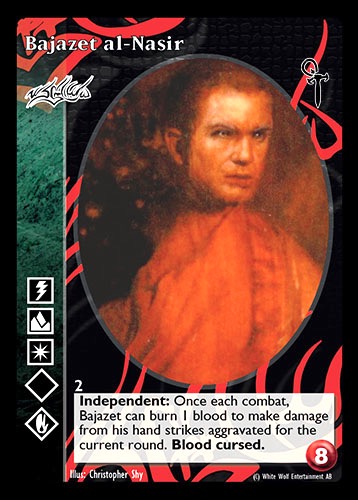 Bajazet al-Nasir
2
Independent: Once each combat,
Bajazet can burn 1 blood to make damage
from his hand strikes aggravated for the
current round. Blood cursed.
8
Illus: Christopher Shy
(C) White Wolf Entertainment AB